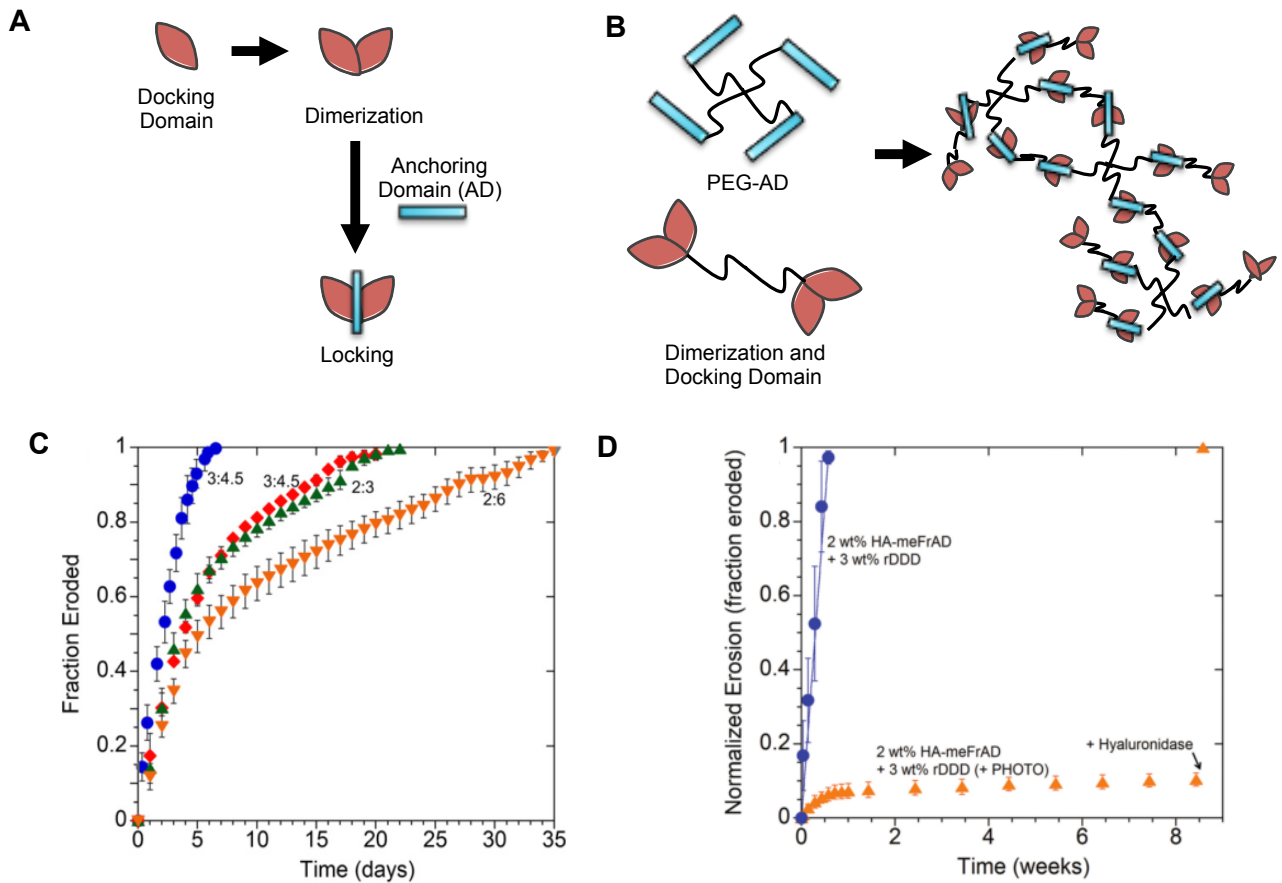 A
Docking
Domain
Dimerization
Anchoring
Domain (AD)
Locking
B
PEG-AD
Dimerization and
Docking Domain
C
Fraction Eroded
1
0.8
0.6
0.4
0.2
0
3:4.5
3:4.5
2:3
2:6
0
5
10
15
20
25
30
35
Time (days)
D
Normalized Erosion (fraction eroded)
1
0.8
0.6
0.4
0.2
0
2 wt% HA-meFrAD
+ 3 wt% rDDD
2 wt% HA-meFrAD
+ 3 wt% rDDD (+ PHOTO)
+ Hyaluronidase
0
2
4
6
8
Time (weeks)